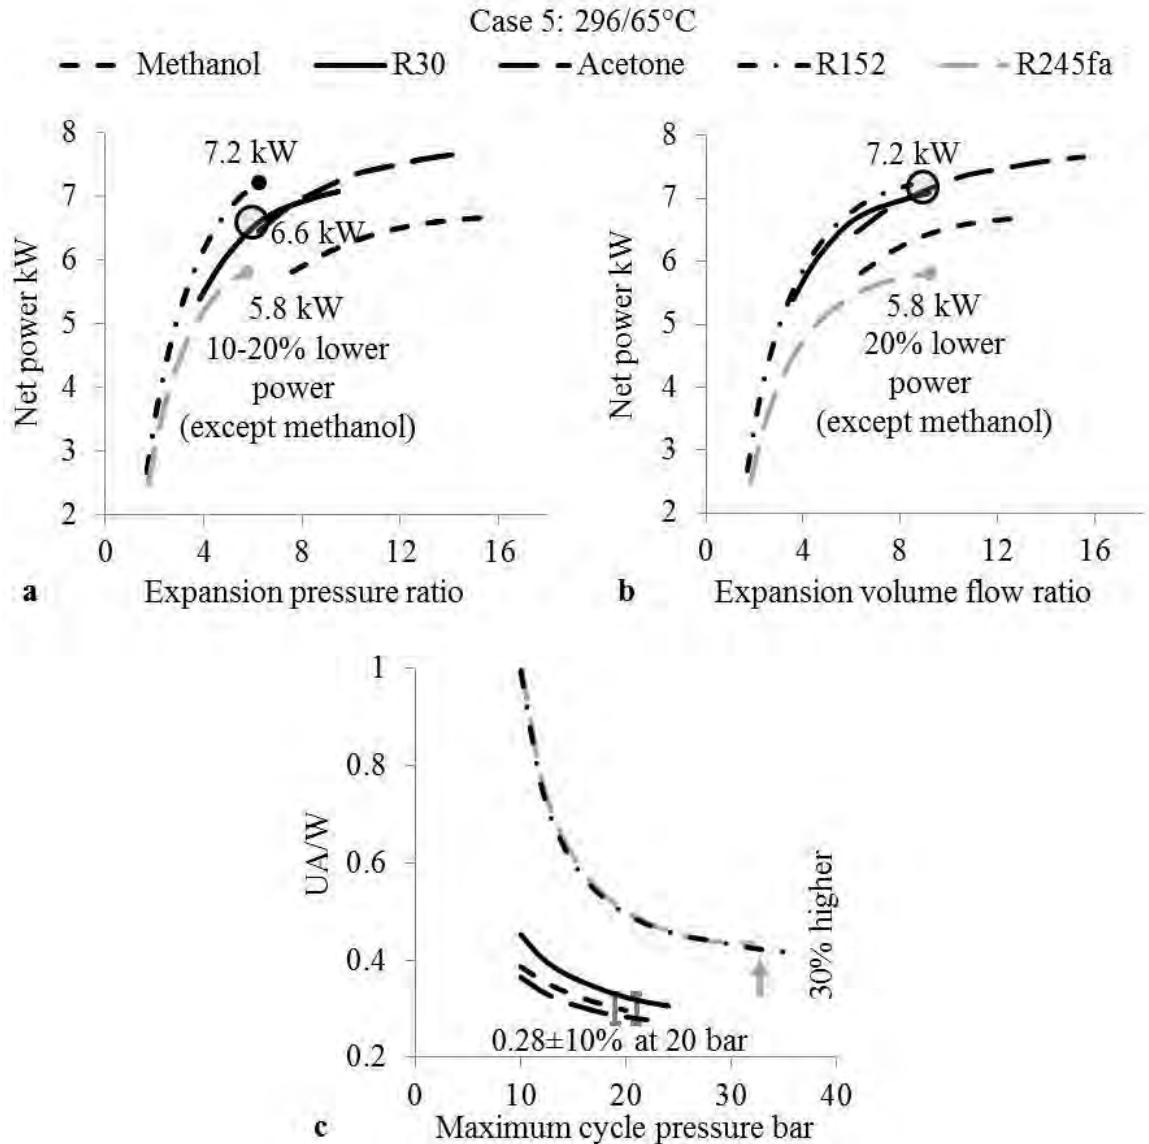 Case 5: 296/65°C
Methanol R30 Acetone R152 R245fa
Net power kW
8
7
6
5
4
3
2
7.2 kW
6.6 kW
5.8 kW
10-20% lower
power
(except methanol)
0 4 8 12 16
a Expansion pressure ratio
Net power kW
8
7
6
5
4
3
2
7.2 kW
5.8 kW
20% lower
power
(except methanol)
0 4 8 12 16
b Expansion volume flow ratio
UA/W
1
0.8
0.6
0.4
0.2
30% higher
0.28±10% at 20 bar
0 10 20 30 40
c Maximum cycle pressure bar